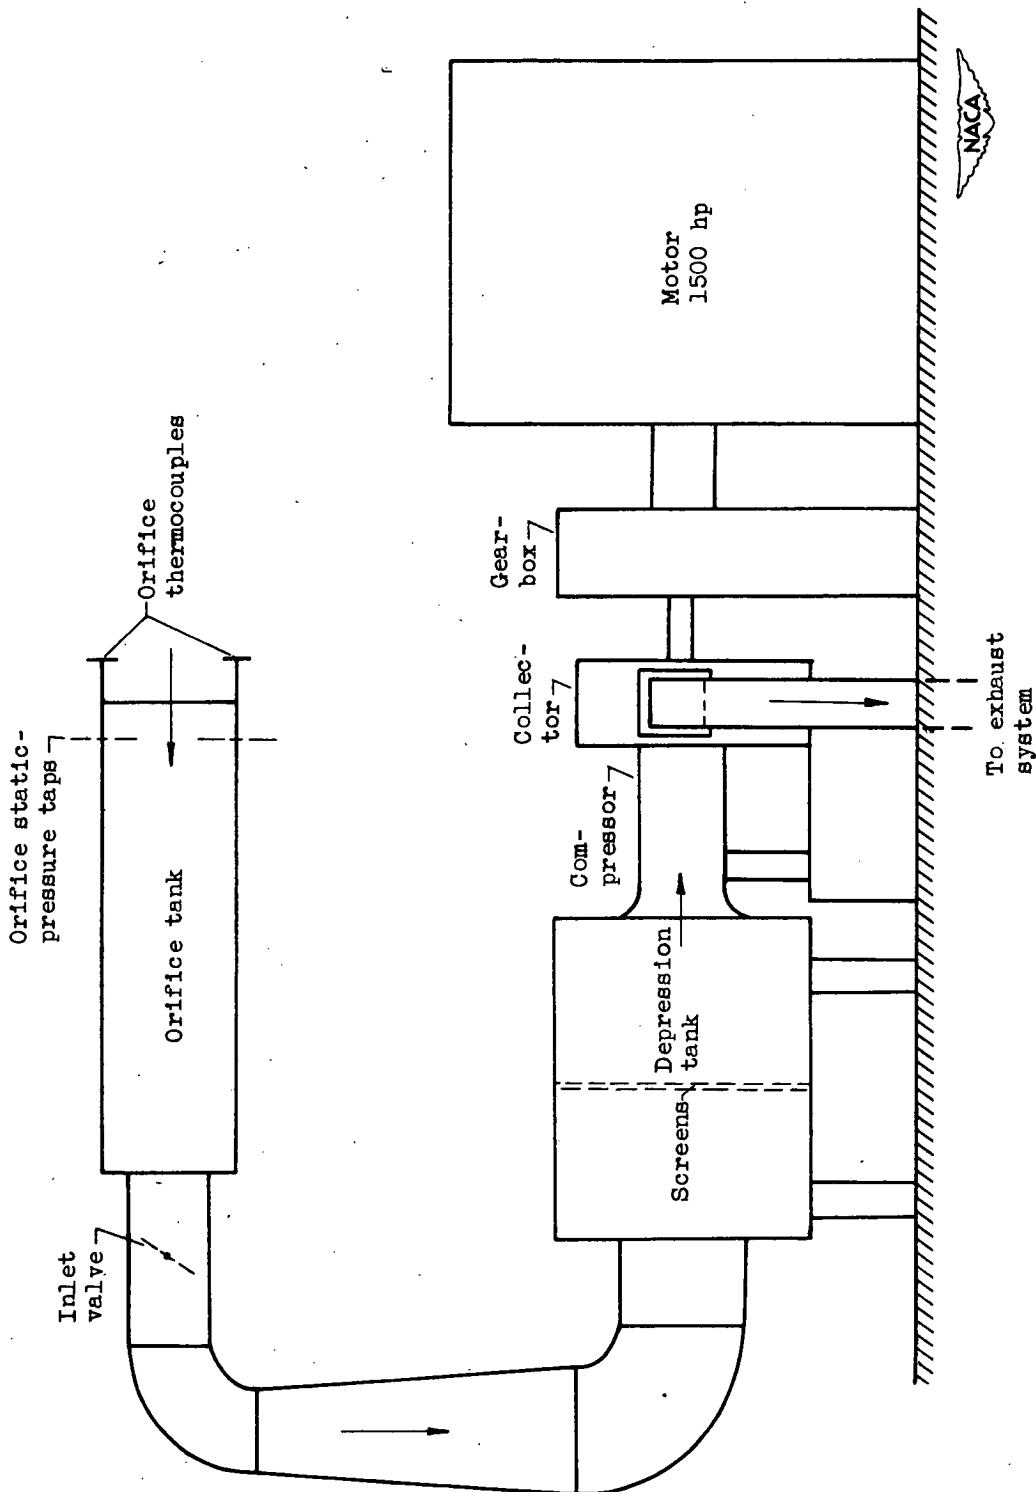 Orifice static-
pressure taps
Orifice
thermocouples
Orifice tank
Inlet
valve
Gear-
box
Motor
1500 hp
Collec-
tor
Com-
pressor
Depression
tank
Screens
To exhaust
system
NACA